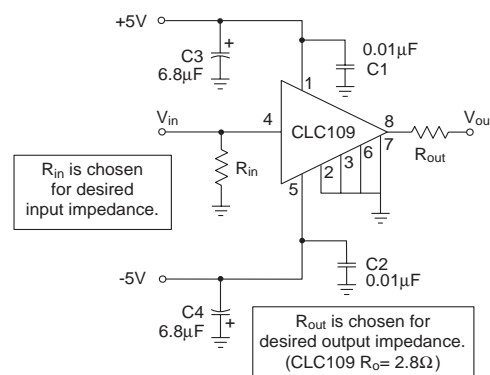 +5V
C3
+
6.8µF
0.01µF
C1
1
Vin
4
CLC109
8
Vou
Rin
5
2
3
6
7
Rout
Rin is chosen
for desired
input impedance.
-5V
C2
0.01µF
C4
6.8µF
+
Rout is chosen for
desired output impedance.
(CLC109 Ro= 2.8Ω)